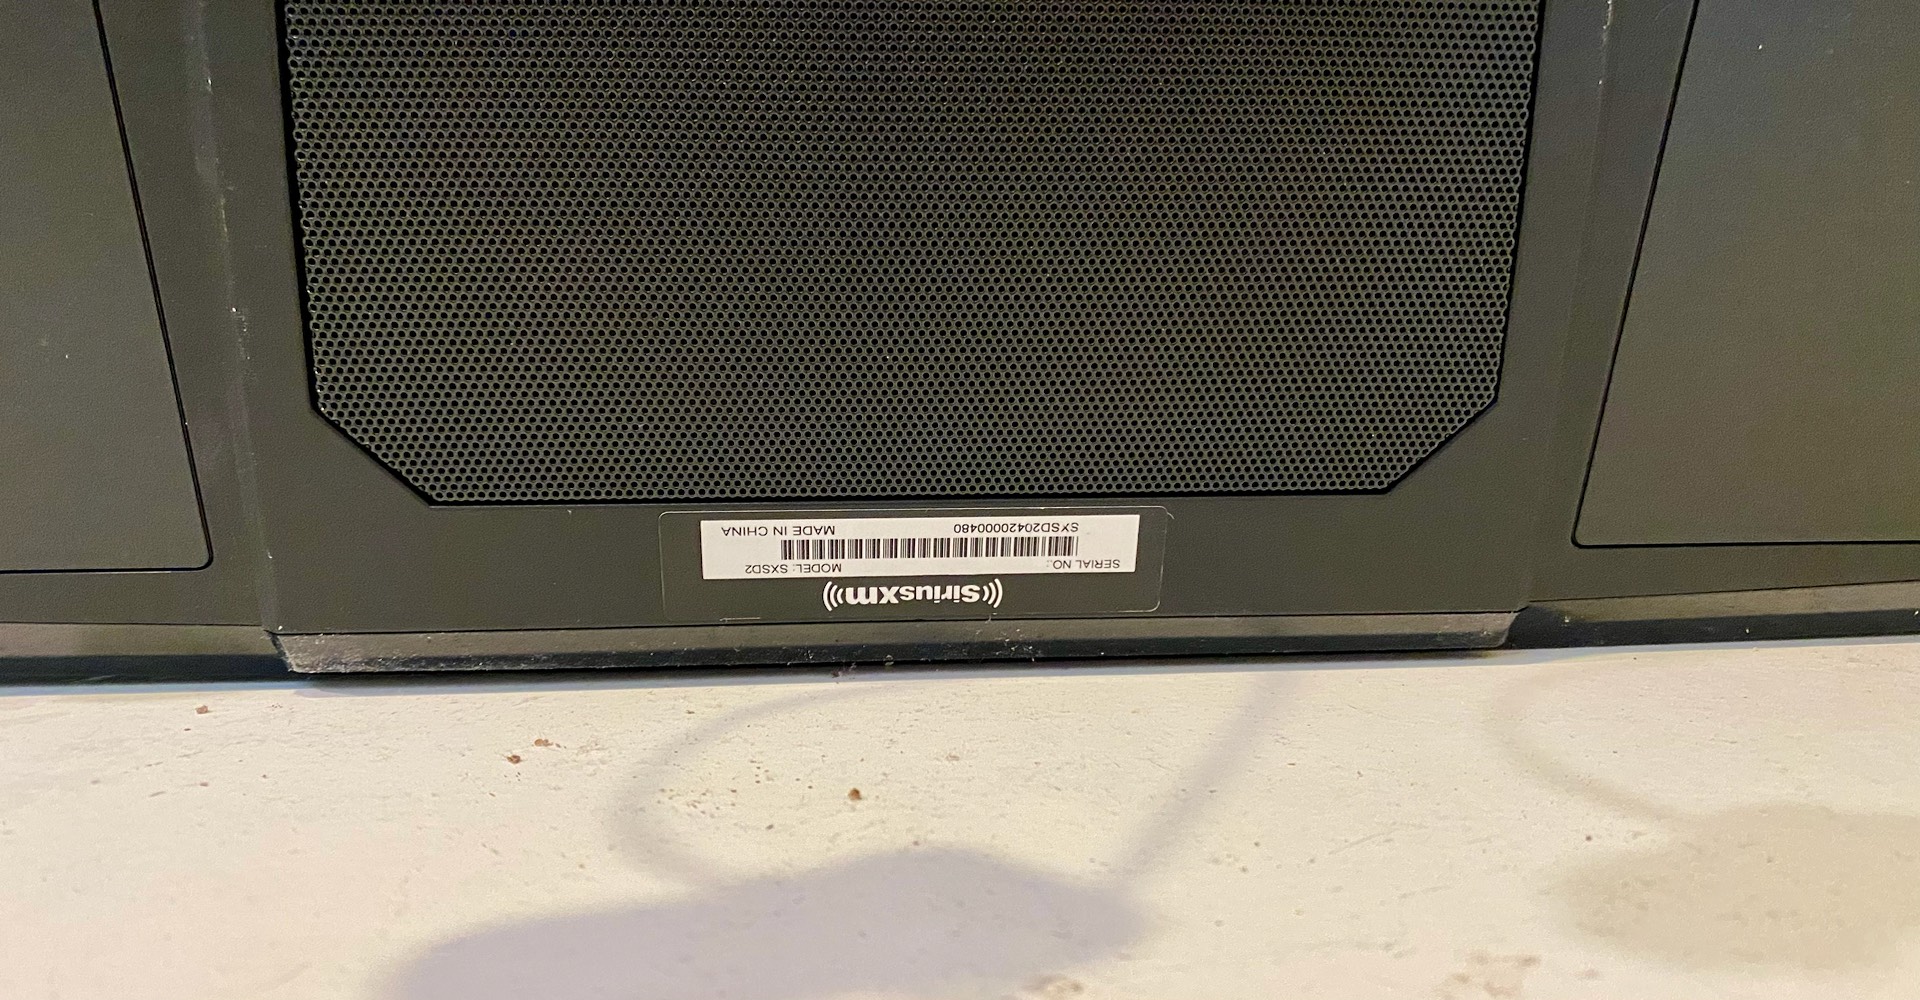 ((SiriusXM))
SERIAL NO.: MODEL: SXSD2
SXSD20420000480 MADE IN CHINA